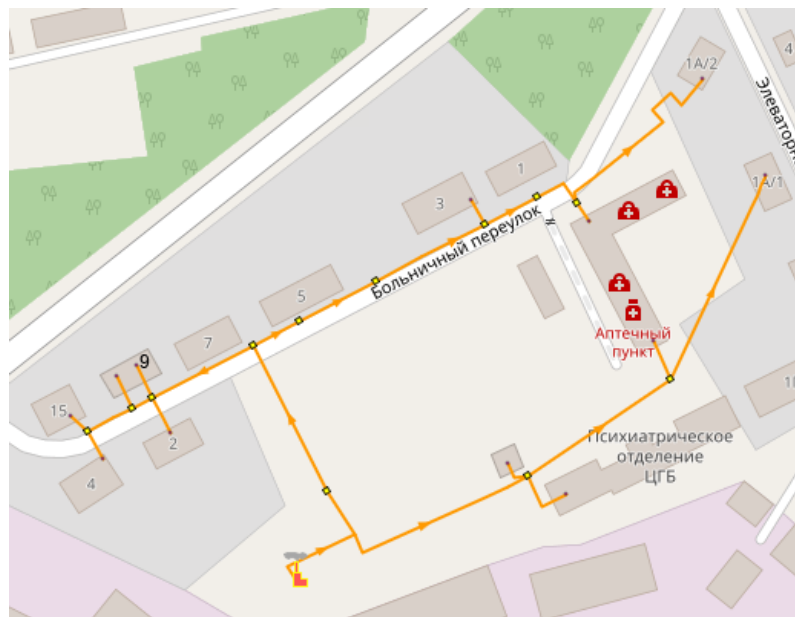 1А/2
4
Элеваторн
1
1А/1
3
Больничный переулок
5
Аптечный
пункт
7
9
15
2
4
Психиатрическое
отделение
ЦГБ